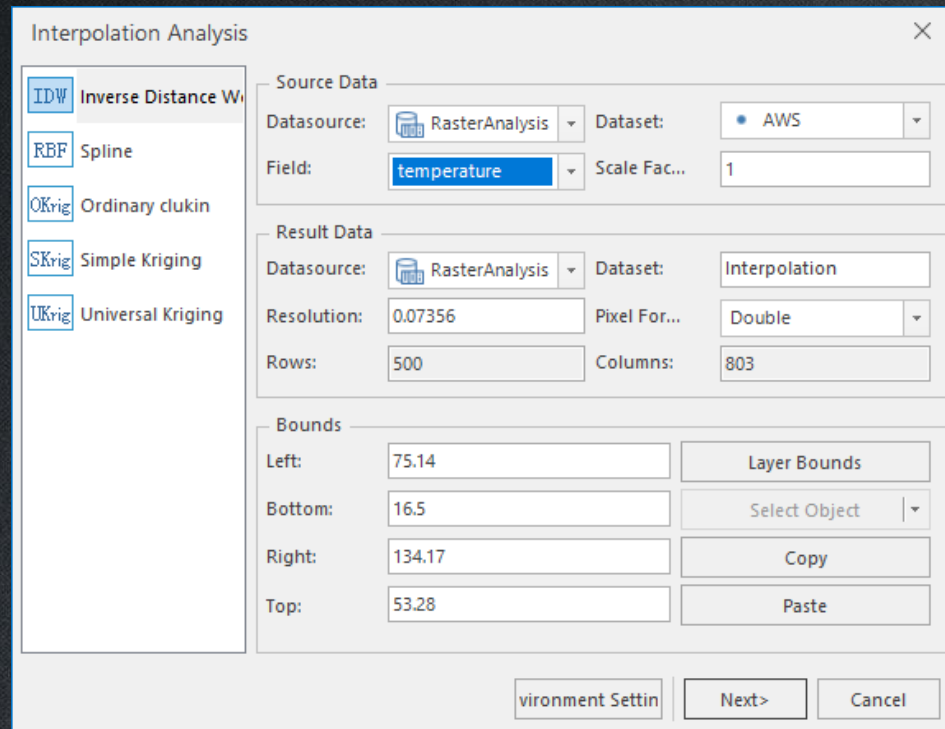 Interpolation Analysis
IDW Inverse Distance W
RBF Spline
OKrig Ordinary clukin
SKrig Simple Kriging
UKrig Universal Kriging
Source Data
Datasource: RasterAnalysis Dataset: AWS
Field: temperature Scale Fac... 1
Result Data
Datasource: RasterAnalysis Dataset: Interpolation
Resolution: 0.07356 Pixel For... Double
Rows: 500 Columns: 803
Bounds
Left: 75.14 Layer Bounds
Bottom: 16.5 Select Object
Right: 134.17 Copy
Top: 53.28 Paste
vironment Settin Next> Cancel